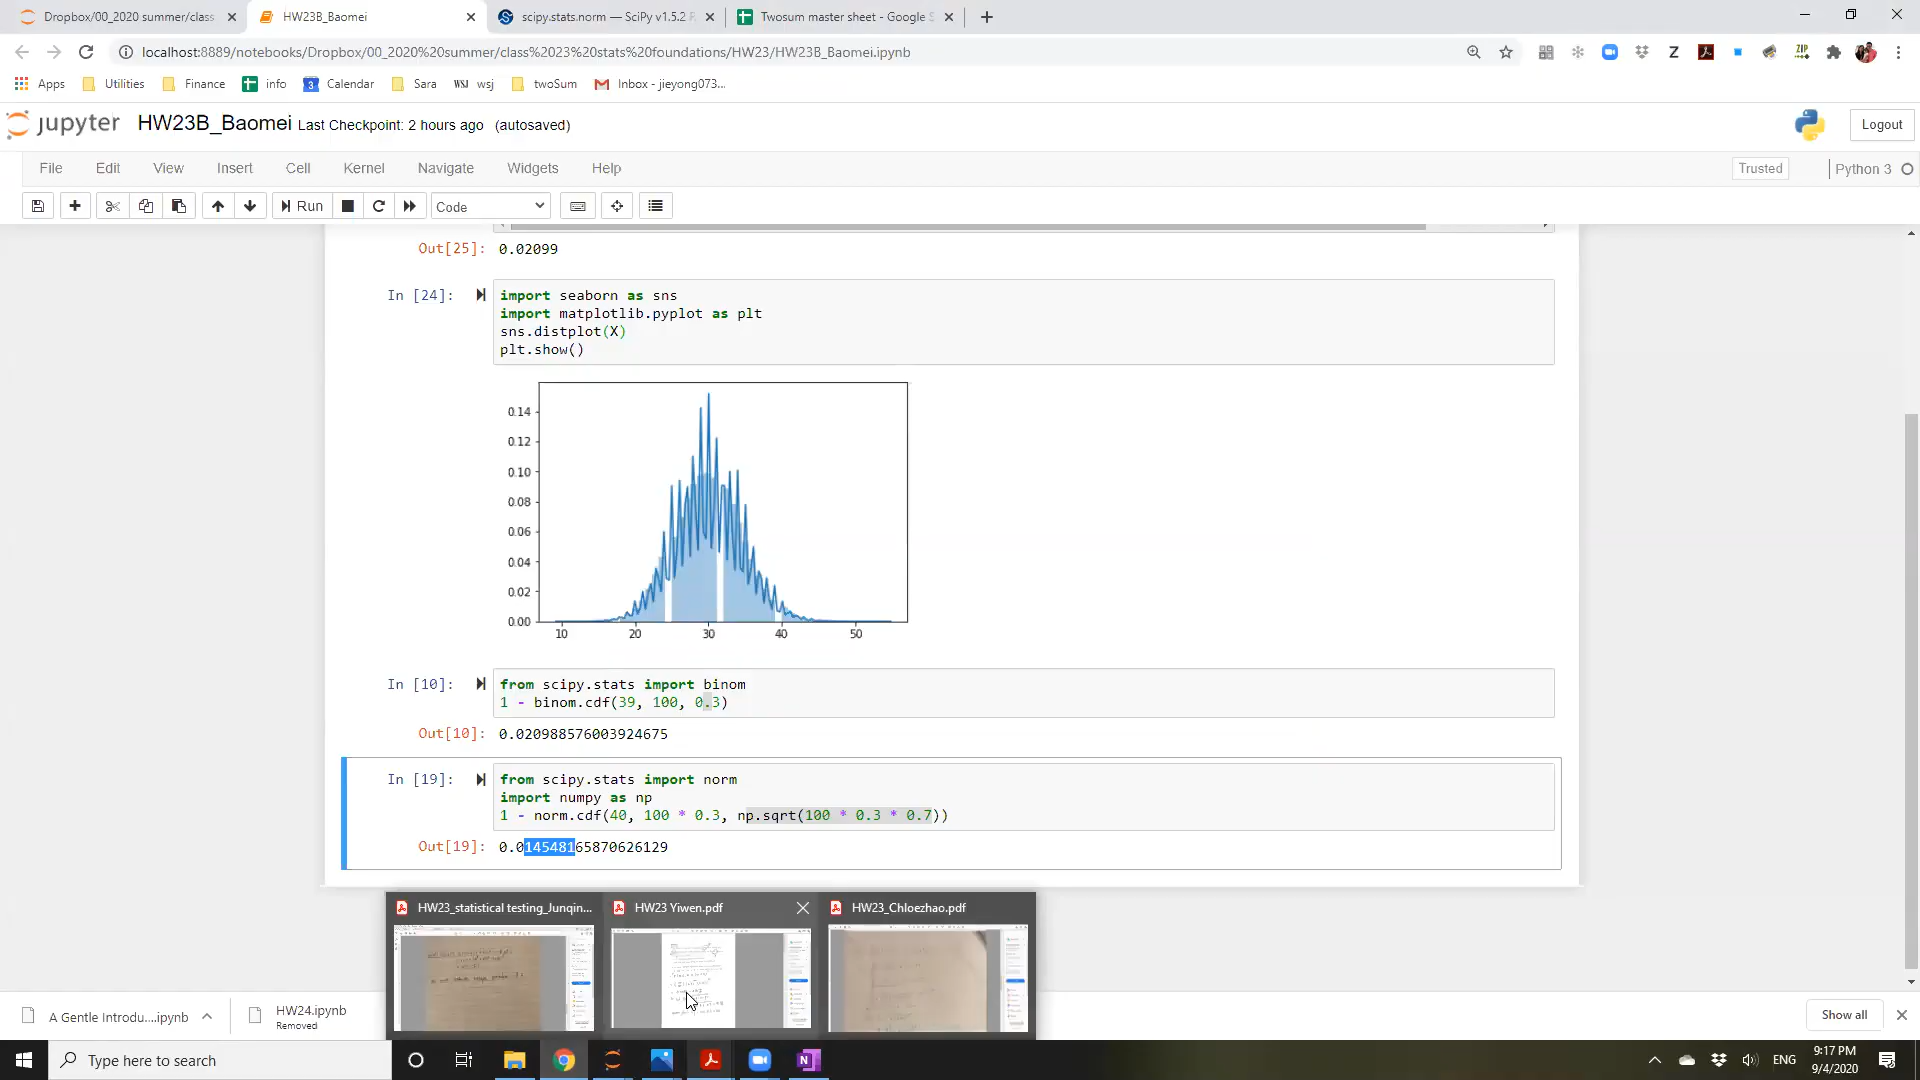 Dropbox/00_2020 summer/class
HW23B_Baomei
scipy.stats.norm — SciPy v1.5.2 F
Twosum master sheet - Google S
localhost:8889/notebooks/Dropbox/00_2020%20summer/class%2023%20stats%20foundations/HW23/HW23B_Baomei.ipynb
Apps
Utilities
Finance
info
Calendar
Sara
WSJ wsj
twoSum
Inbox - jieyong073...
jupyter HW23B_Baomei Last Checkpoint: 2 hours ago (autosaved)
Logout
File Edit View Insert Cell Kernel Navigate Widgets Help
Trusted
Python 3
Run
Code
Out[25]: 0.02099
In [24]: import seaborn as sns
import matplotlib.pyplot as plt
sns.distplot(X)
plt.show()
0.14
0.12
0.10
0.08
0.06
0.04
0.02
0.00
10 20 30 40 50
In [10]: from scipy.stats import binom
1 - binom.cdf(39, 100, 0.3)
Out[10]: 0.020988576003924675
In [19]: from scipy.stats import norm
import numpy as np
1 - norm.cdf(40, 100 * 0.3, np.sqrt(100 * 0.3 * 0.7))
Out[19]: 0.014548165870626129
HW23_statistical testing_Junqin...
HW23 Yiwen.pdf
HW23_Chloezhao.pdf
A Gentle Introdu....ipynb
HW24.ipynb
Removed
Show all
Type here to search
ENG
9:17 PM
9/4/2020